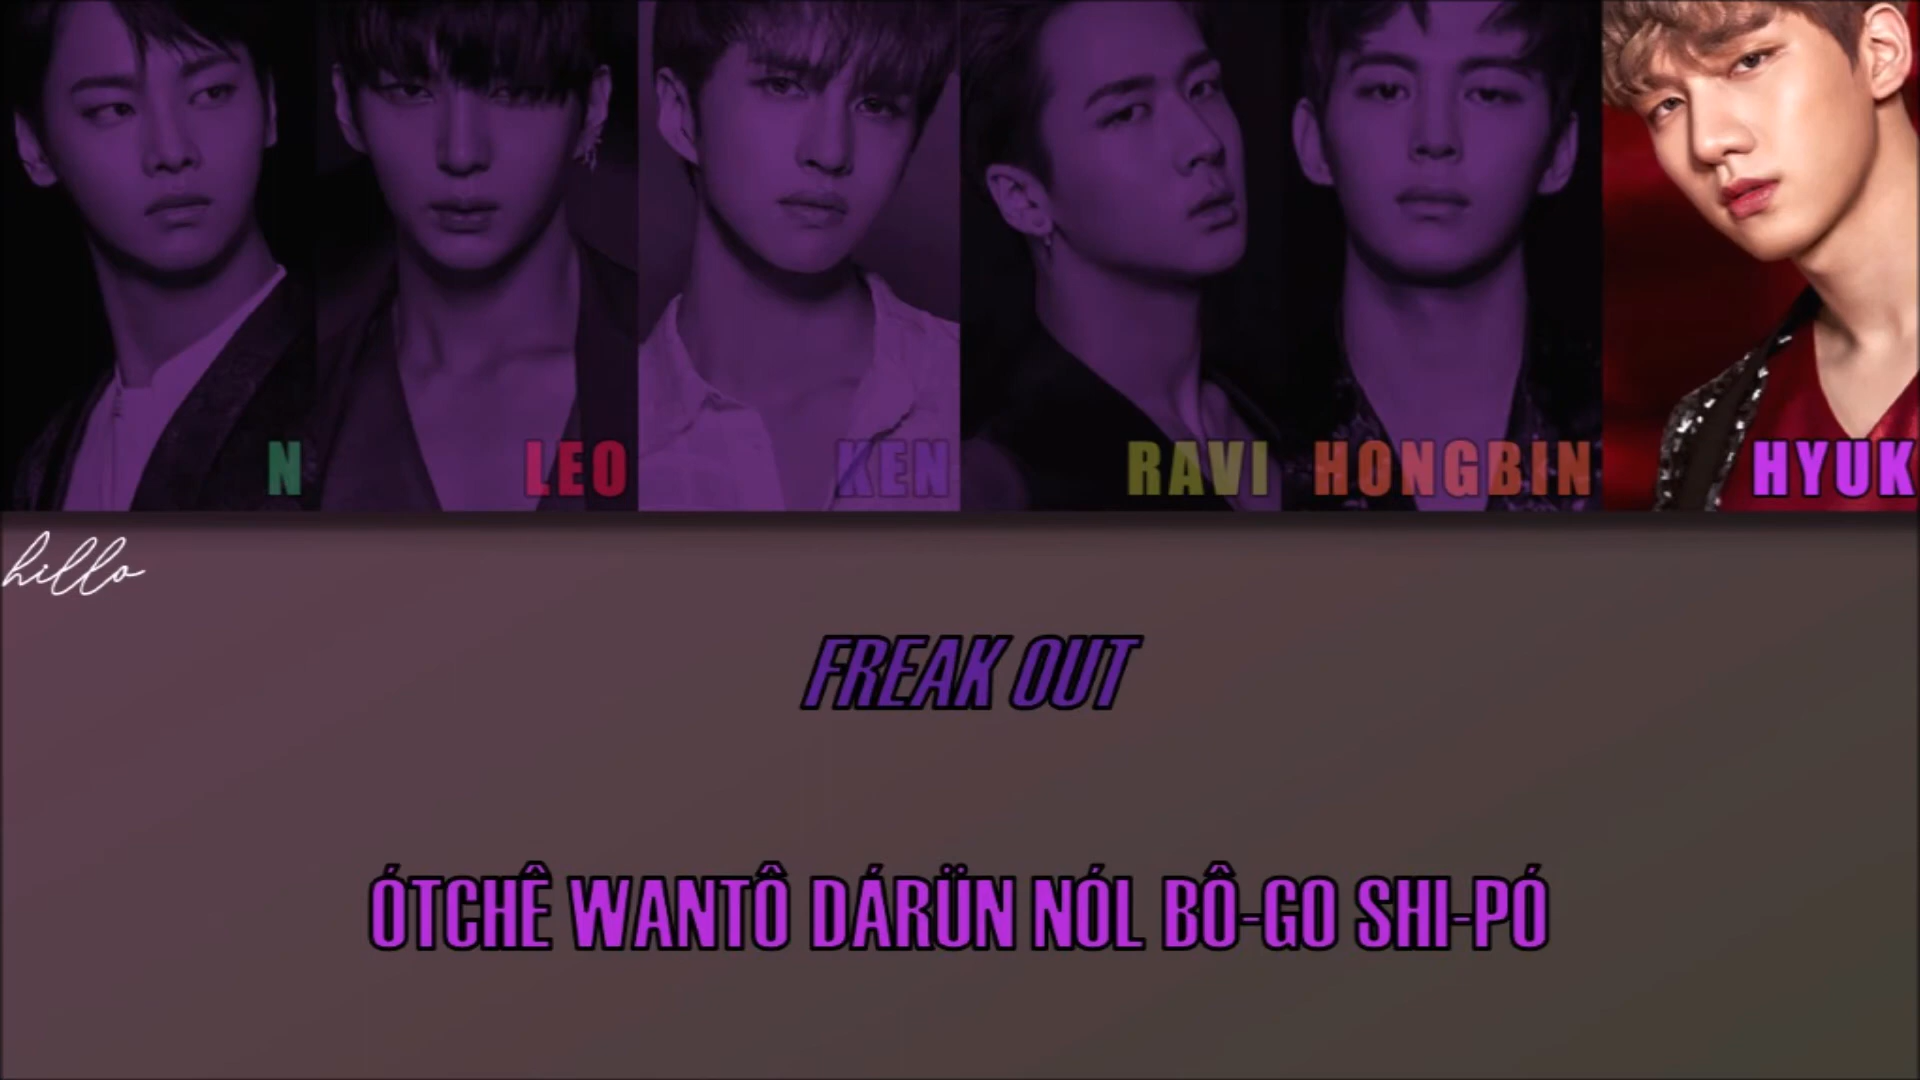 N LEO KEN RAVI HONGBIN HYUK
hillo
FREAK OUT
ÓTCHÊ WANTÔ DÁRÜN NÓL BÔ-GO SHI-PÓ